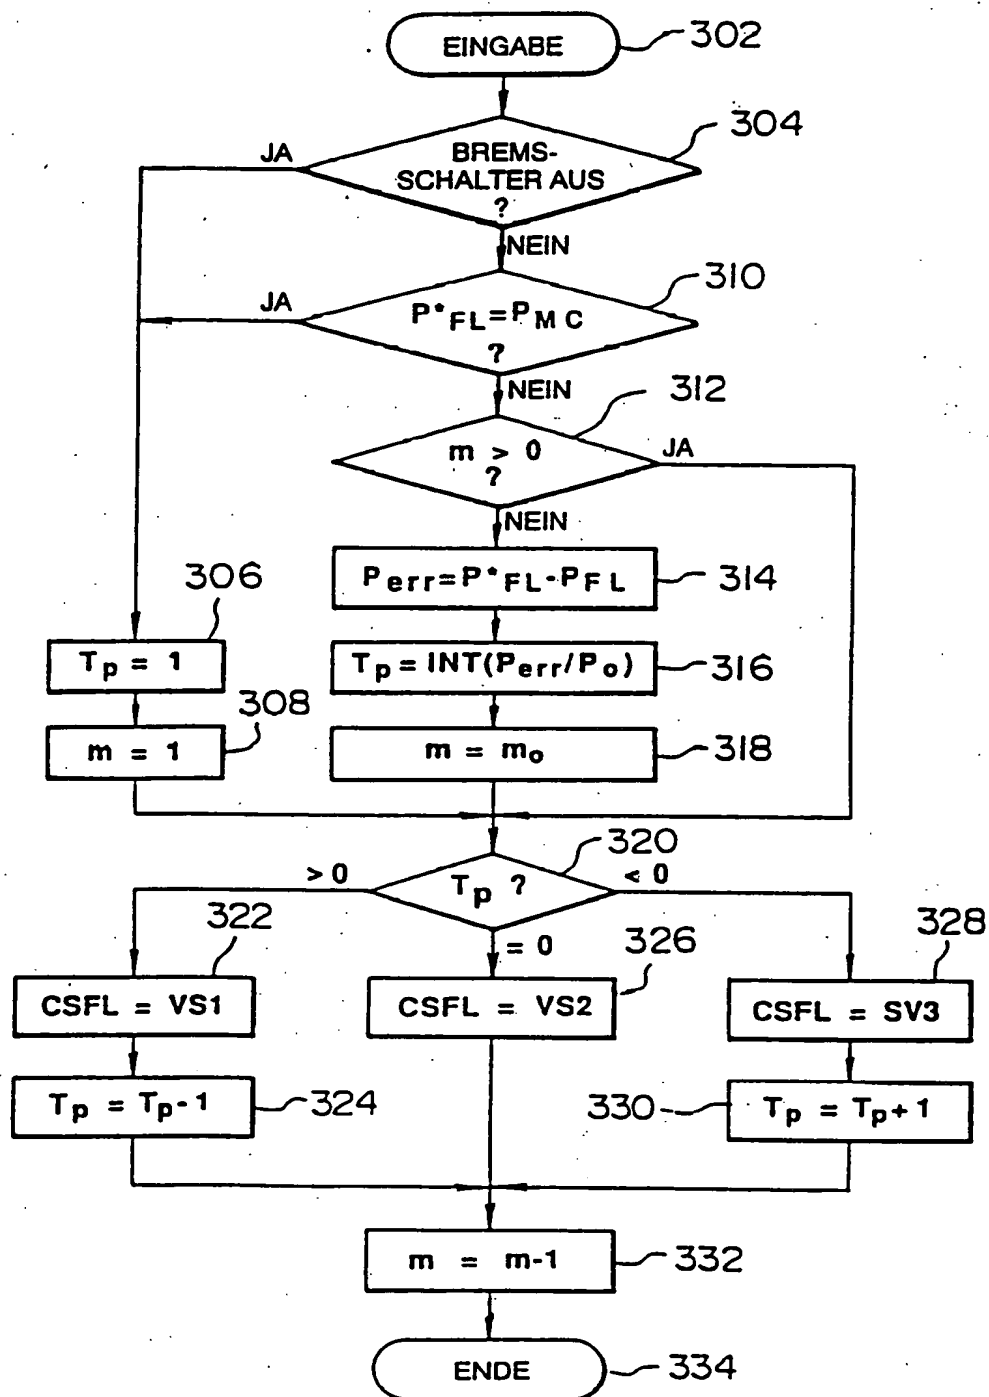 EINGABE
302
304
JA
BREMS-
SCHALTER AUS
?
NEIN
310
JA
P*FL=PMC
?
NEIN
312
m > 0
?
JA
NEIN
Perr=P*FL-PFL
314
306
Tp = 1
Tp=INT(Perr/Po)
316
308
m = 1
m = mo
318
320
> 0
Tp ?
< 0
= 0
322
326
328
CSFL = VS1
CSFL = VS2
CSFL = SV3
Tp = Tp-1
324
330
Tp = Tp+1
m = m-1
332
ENDE
334